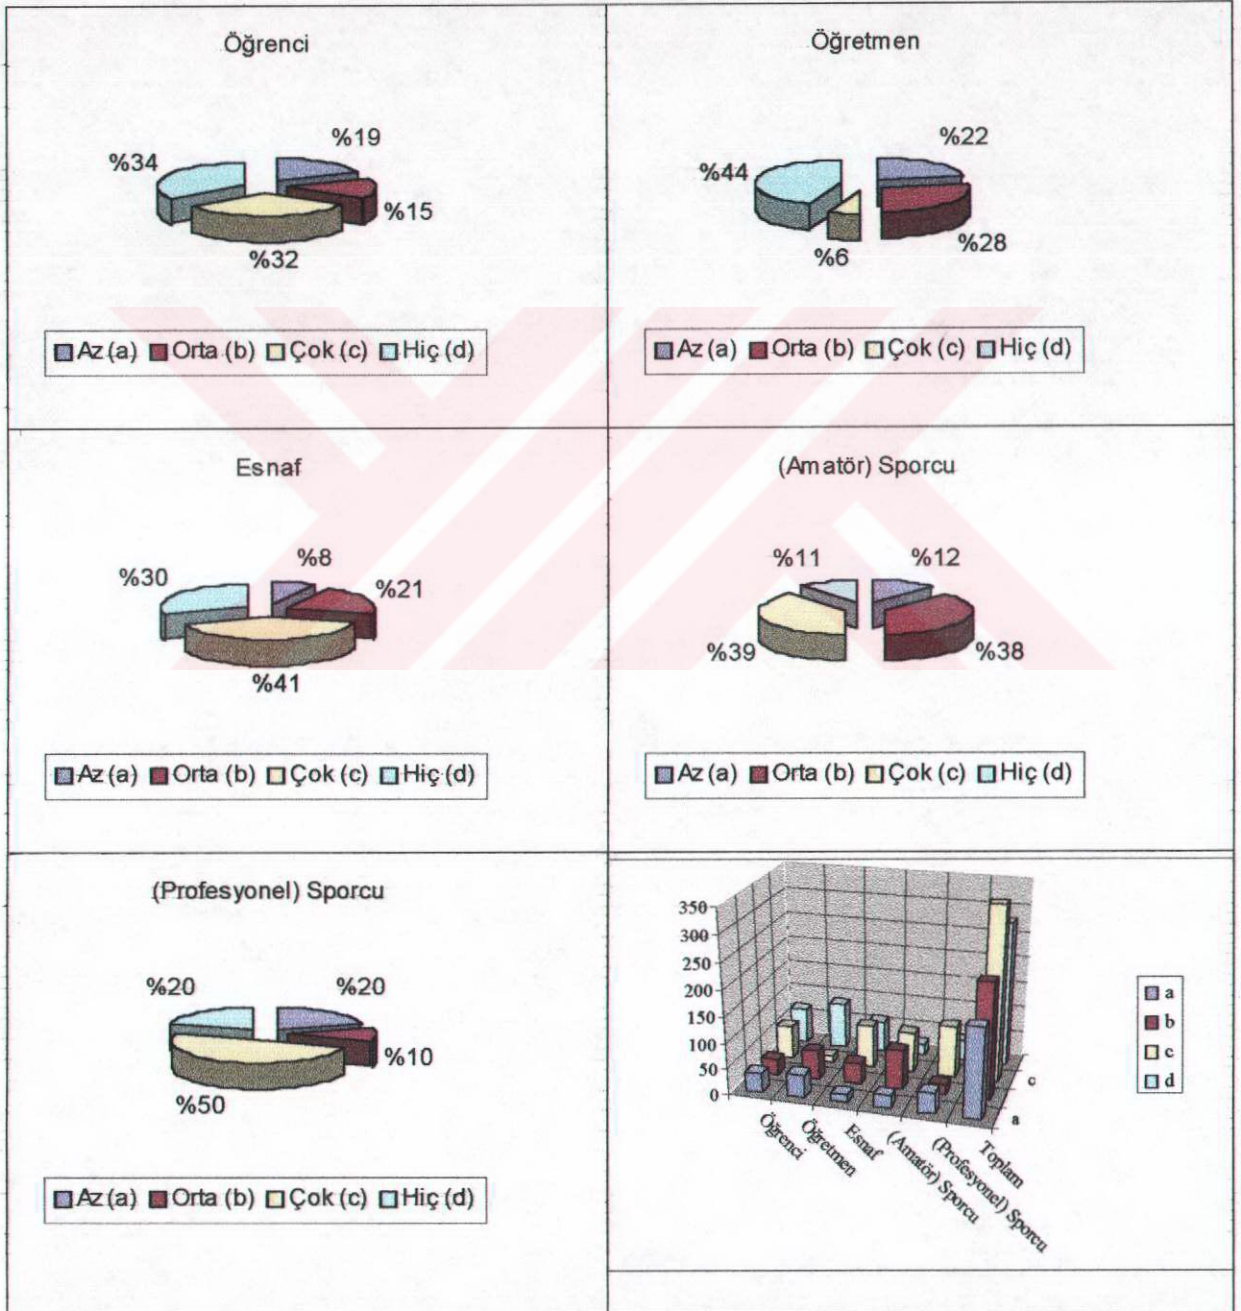 Öğrenci
%19
%34
%15
%32
Az (a) Orta (b) Çok (c) Hiç (d)
Öğretmen
%22
%44
%28
%6
Az (a) Orta (b) Çok (c) Hiç (d)
Esnaf
%8
%30
%21
%41
Az (a) Orta (b) Çok (c) Hiç (d)
(Amatör) Sporcu
%11 %12
%39 %38
Az (a) Orta (b) Çok (c) Hiç (d)
(Profesyonel) Sporcu
%20 %20
%10
%50
Az (a) Orta (b) Çok (c) Hiç (d)
350
300
250
200
150
100
50
0
Öğrenci
Öğretmen
Esnaf
(Amatör) Sporcu
(Profesyonel) Sporcu
Toplam
c
a
a
b
c
d